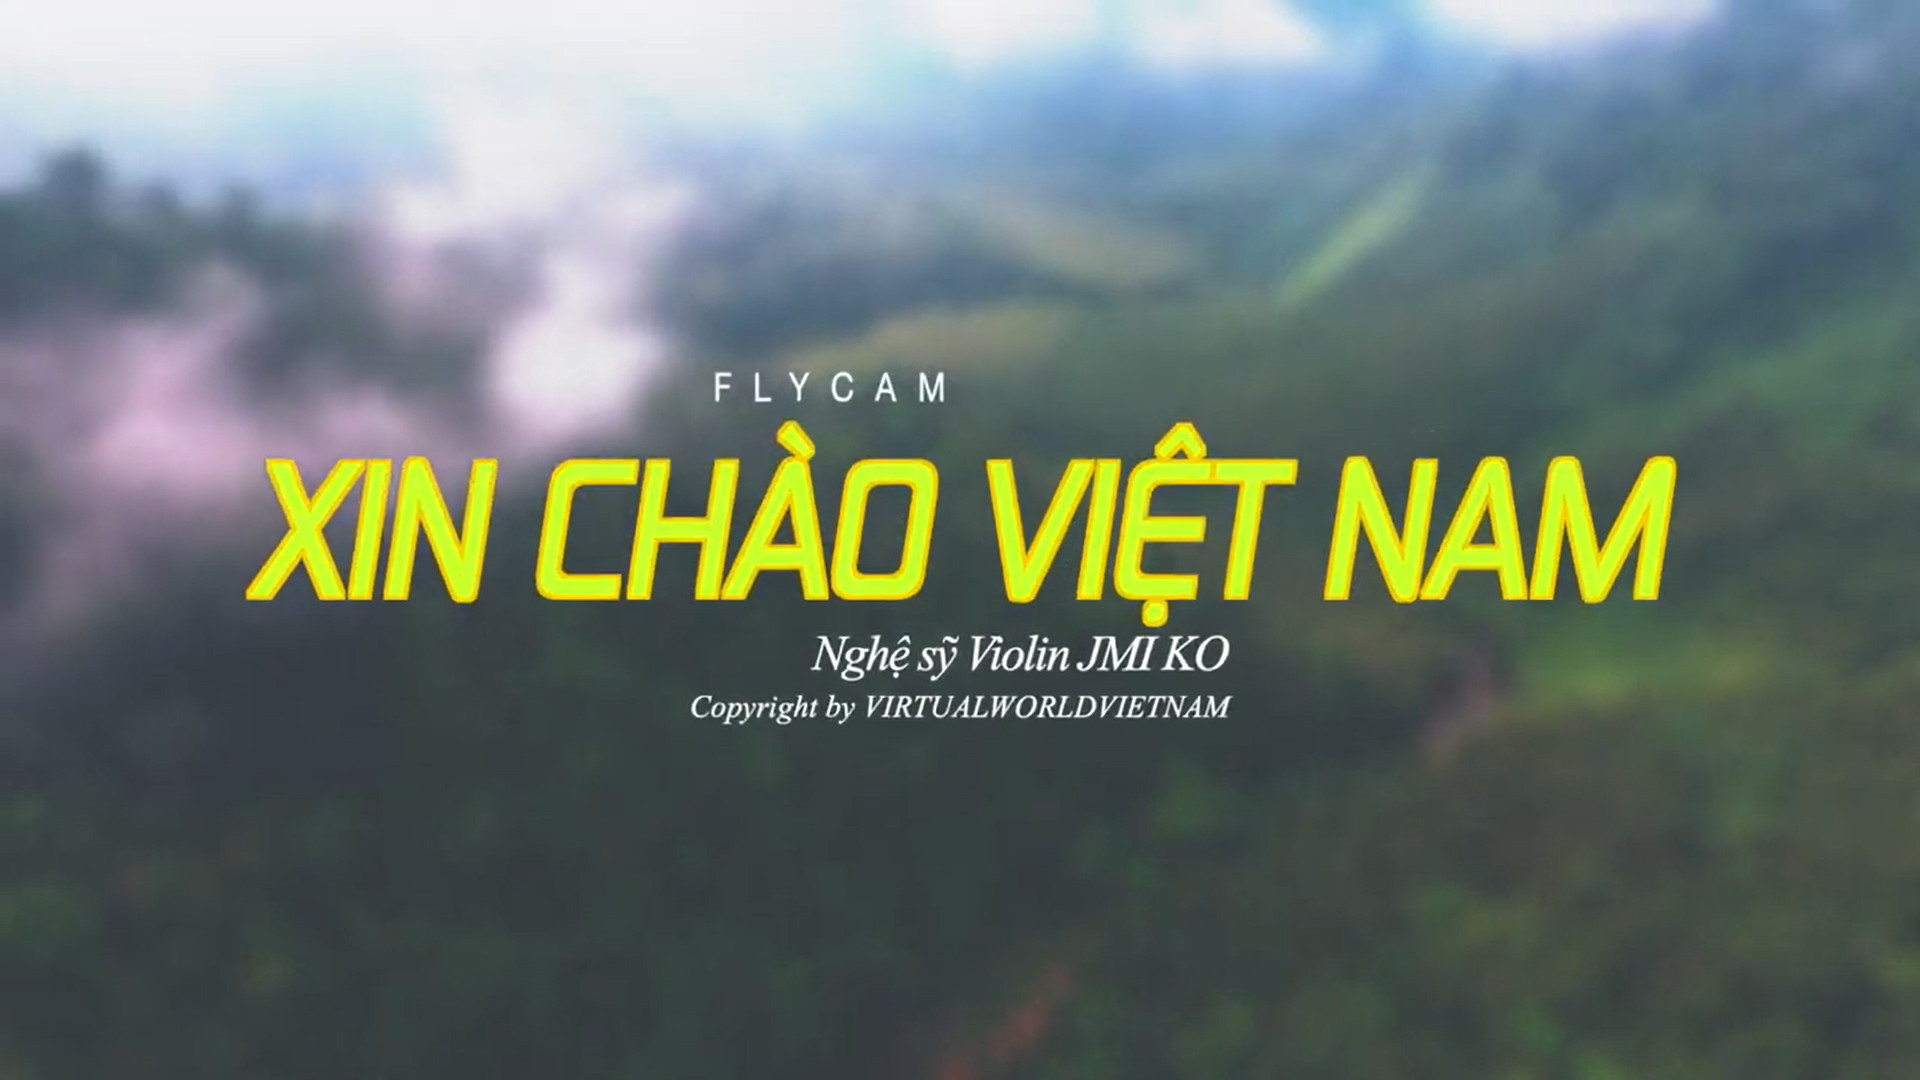 FLYCAM
XIN CHÀO VIỆT NAM
Nghệ sỹ Violin JMI KO
Copyright by VIRTUALWORLDVIETNAM